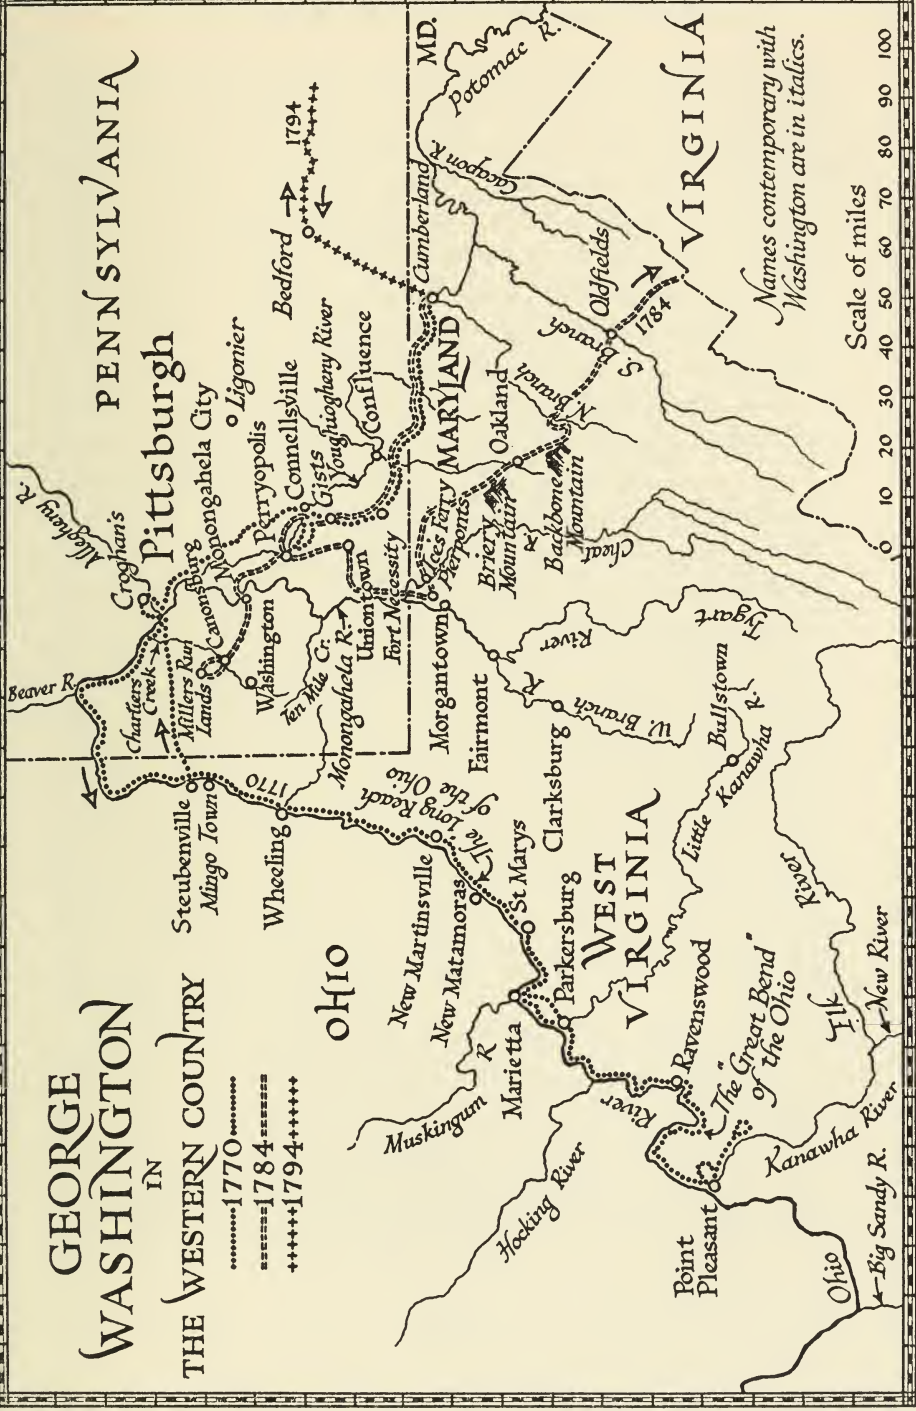 GEORGE
WASHINGTON
IN
THE WESTERN COUNTRY
1770
1784
1794
PENNSYLVANIA
Pittsburgh
Allegheny R.
Croghan's
Beaver R.
Chartiers
Creek
Millers Run
Lands
Canonsburg
Monongahela City
Ligonier
Perryopolis
Connellsville
Gists
Youghiogheny River
Confluence
Bedford
1794
Washington
Ten Mile Cr.
Monongahela R.
Uniontown
Fort Necessity
Cumberland
MD.
Potomac R.
Cacapon R.
MARYLAND
Oakland
Ices Ferry
Pierponts
Briery
Mountain
Backbone
Mountain
Cheat
R.
N. Branch
S. Branch
Oldfields
1784
VIRGINIA
Names contemporary with
Washington are in italics.
Scale of miles
0 10 20 30 40 50 60 70 80 90 100
Morgantown
Fairmont
Tygart
River
Clarksburg
W. Branch
R
Bullstown
Little Kanawha R.
Steubenville
Mingo Town
1770
Wheeling
The Long Reach
of the Ohio
New Martinsville
New Matamoras
St Marys
OHIO
WEST
VIRGINIA
Parkersburg
Marietta
Muskingum R
Hocking River
River
Ravenswood
"The Great Bend"
of the Ohio
Elk
River
New River
Kanawha River
Point
Pleasant
Ohio
Big Sandy R.